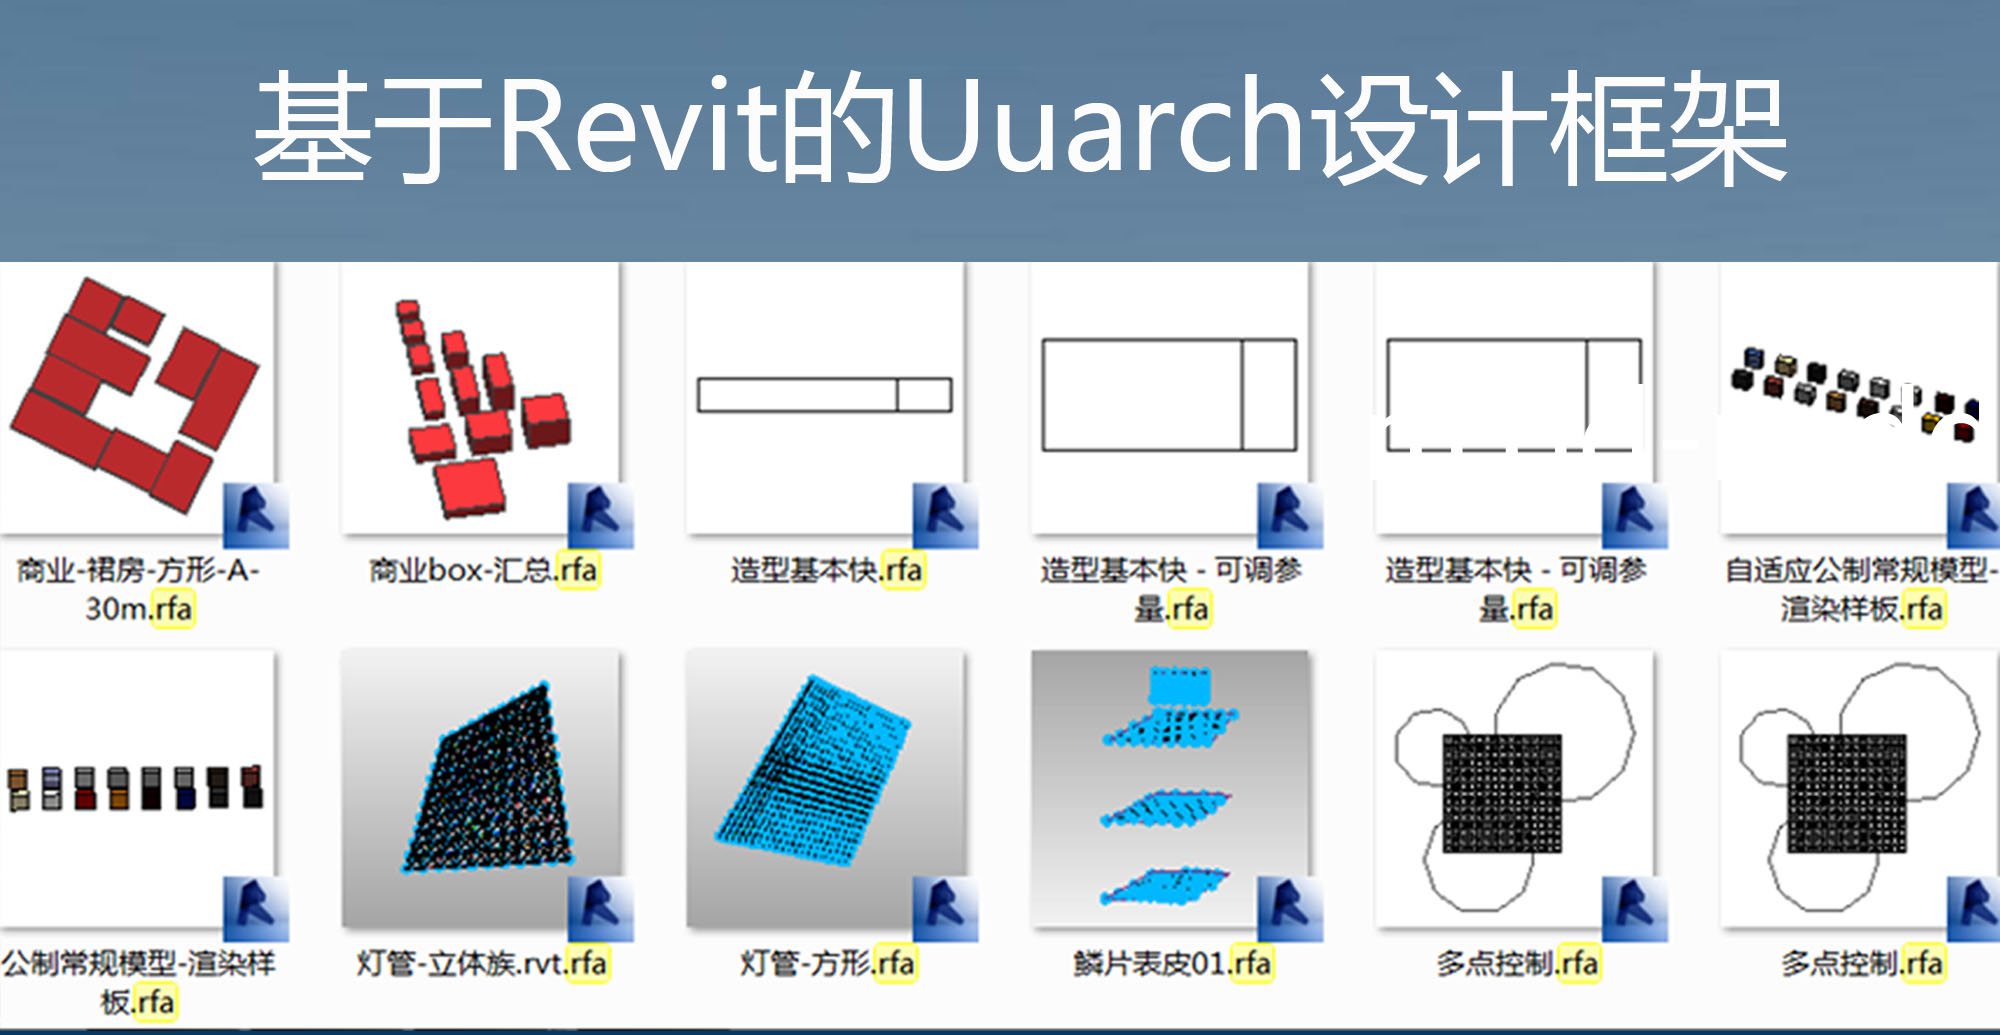 基于Revit的Uuarch设计框架
商业-裙房-方形-A-
30m.rfa
商业box-汇总.rfa
造型基本快.rfa
造型基本快 - 可调参
量.rfa
造型基本快 - 可调参
量.rfa
自适应公制常规模型-
渲染样板.rfa
公制常规模型-渲染样
板.rfa
灯管-立体族.rvt.rfa
灯管-方形.rfa
鳞片表皮01.rfa
多点控制.rfa
多点控制.rfa